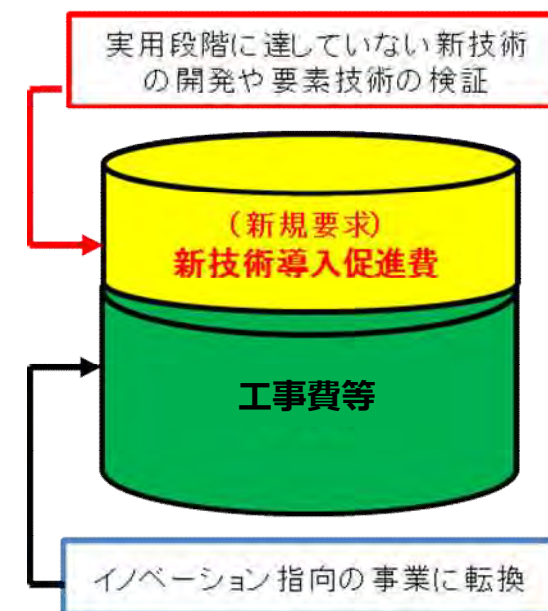 実用段階に達していない新技術
の開発や要素技術の検証
（新規要求）
新技術導入促進費
工事費等
イノベーション指向の事業に転換